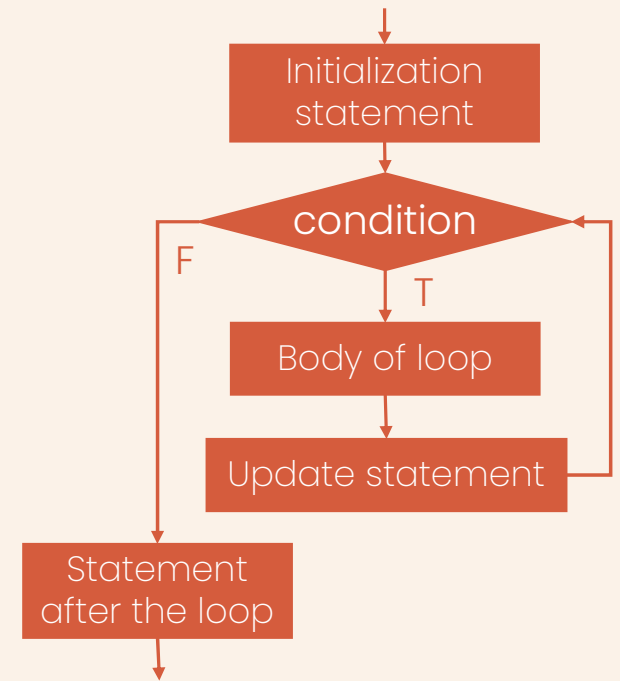 Initialization
statement
condition
F
T
Body of loop
Update statement
Statement
after the loop